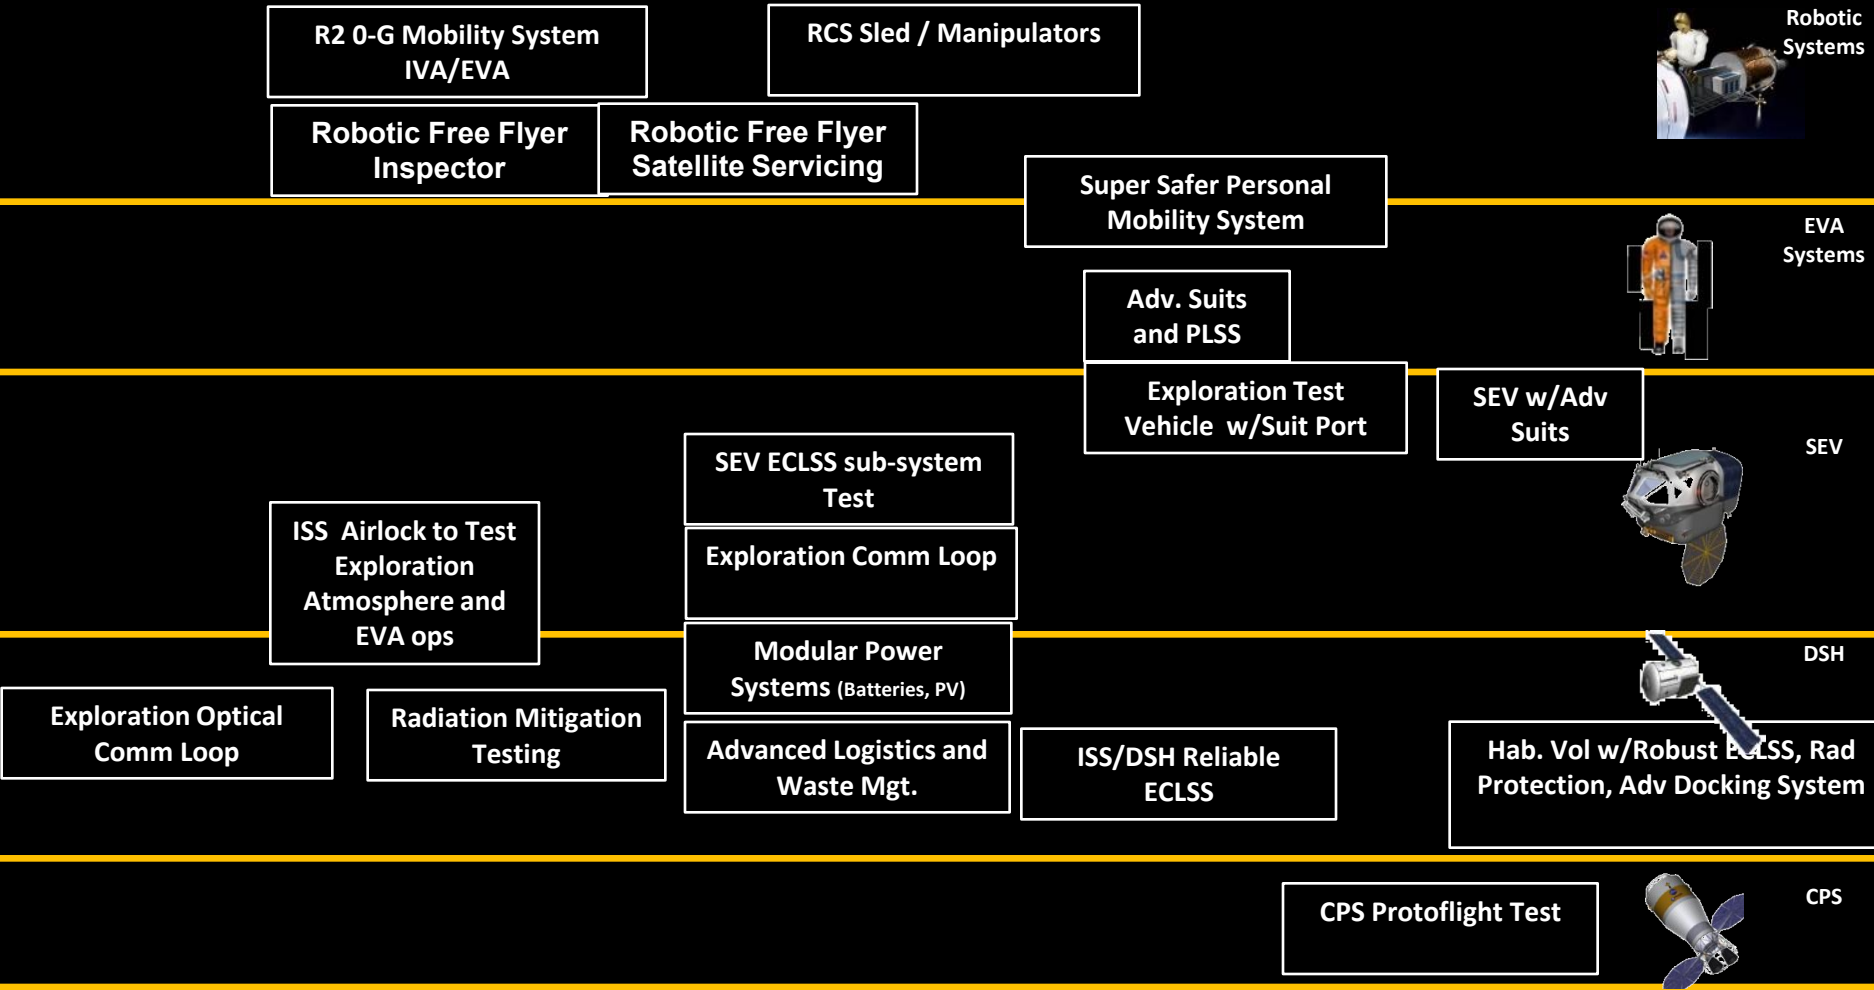 R2 0-G Mobility System
IVA/EVA
RCS Sled / Manipulators
Robotic
Systems
Robotic Free Flyer
Inspector
Robotic Free Flyer
Satellite Servicing
Super Safer Personal
Mobility System
EVA
Systems
Adv. Suits
and PLSS
Exploration Test
Vehicle w/Suit Port
SEV w/Adv
Suits
SEV
SEV ECLSS sub-system
Test
ISS Airlock to Test
Exploration
Atmosphere and
EVA ops
Exploration Comm Loop
Modular Power
Systems (Batteries, PV)
DSH
Exploration Optical
Comm Loop
Radiation Mitigation
Testing
Advanced Logistics and
Waste Mgt.
ISS/DSH Reliable
ECLSS
Hab. Vol w/Robust ECLSS, Rad
Protection, Adv Docking System
CPS Protoflight Test
CPS